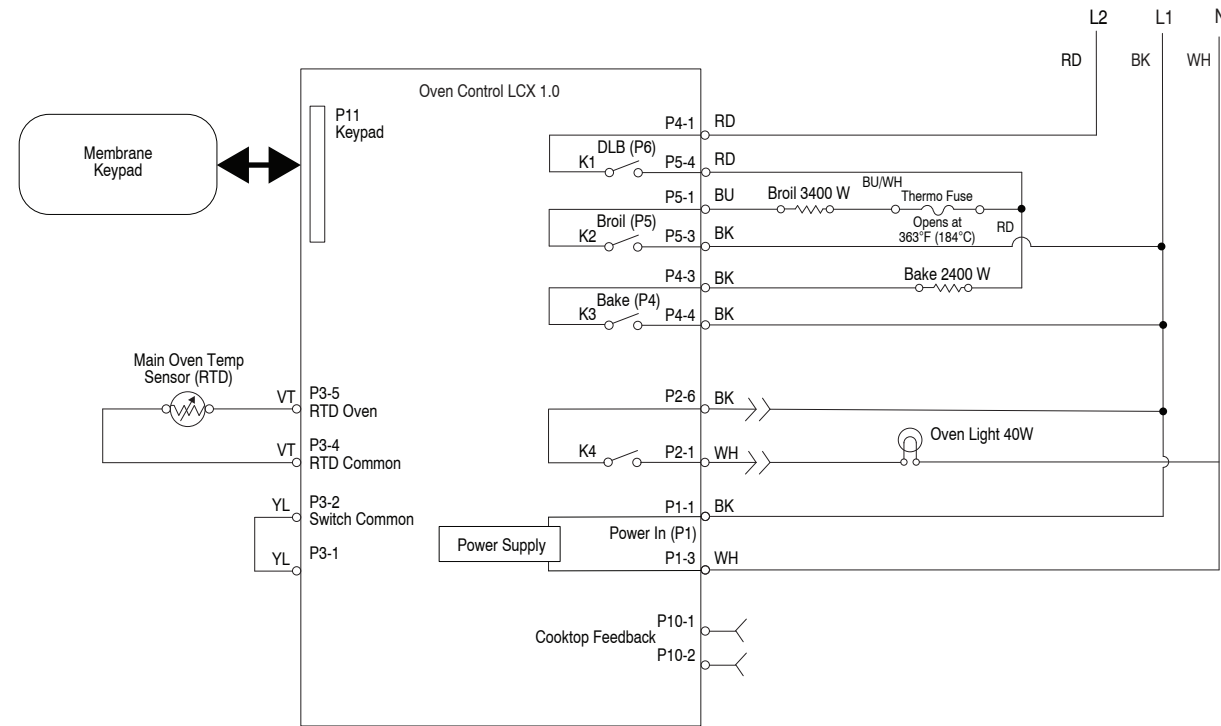 L2 L1 N
RD BK WH
Oven Control LCX 1.0
P11
Keypad
Membrane
Keypad
P4-1 RD
DLB (P6)
K1 P5-4 RD
P5-1 BU Broil 3400 W BU/WH Thermo Fuse
Opens at
363°F (184°C)
RD
Broil (P5)
K2 P5-3 BK
P4-3 BK Bake 2400 W
Bake (P4)
K3 P4-4 BK
Main Oven Temp
Sensor (RTD)
VT P3-5
RTD Oven
VT P3-4
RTD Common
YL P3-2
Switch Common
YL P3-1
P2-6 BK
K4 P2-1 WH Oven Light 40W
P1-1 BK
Power Supply Power In (P1)
P1-3 WH
P10-1
Cooktop Feedback
P10-2